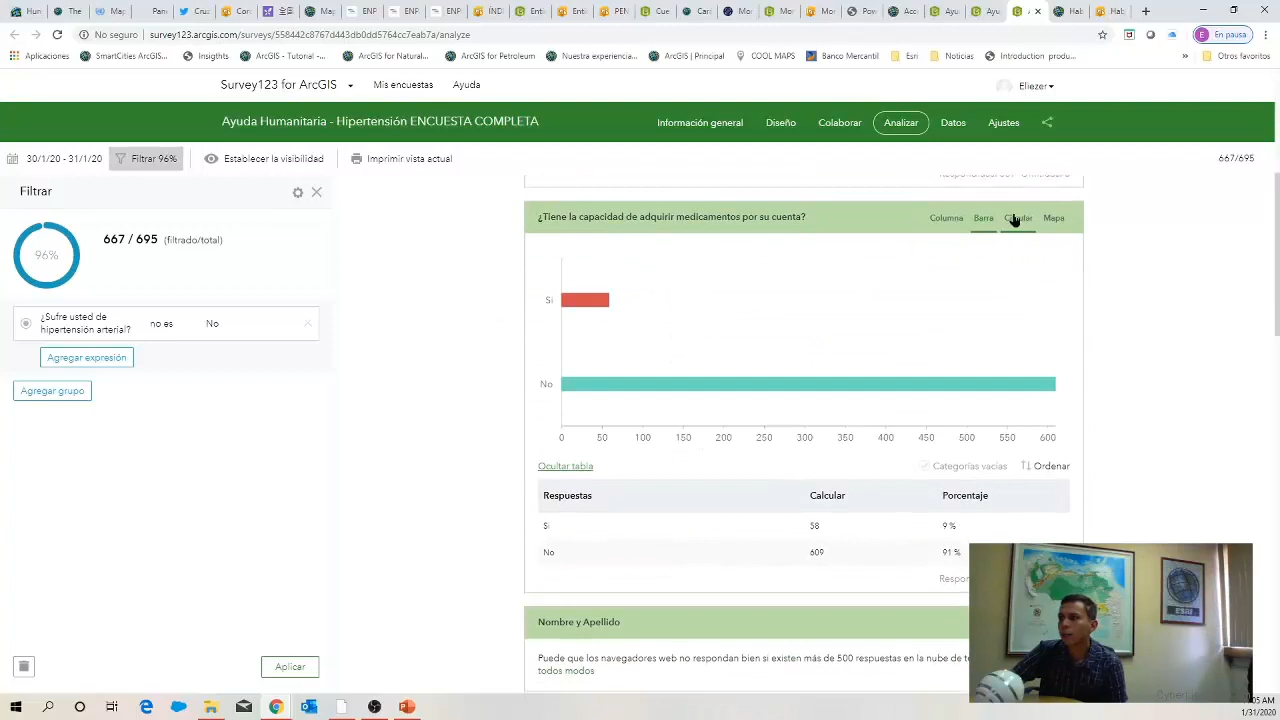 No seguro
survey123.arcgis.com/surveys/558442c8767d443db0dd5764cc7eab7a/analyze
En pausa
Aplicaciones
SmartCities ArcGIS...
Insights
ArcGIS - Tutorial -...
ArcGIS for Natural...
ArcGIS for Petroleum
Nuestra experiencia...
ArcGIS | Principal
COOL MAPS
Banco Mercantil
Esri
Noticias
Introduction _produ...
Otros favoritos
Survey123 for ArcGIS
Mis encuestas
Ayuda
Eliezer
Ayuda Humanitaria - Hipertensión ENCUESTA COMPLETA
Información general
Diseño
Colaborar
Analizar
Datos
Ajustes
30/1/20 - 31/1/20
Filtrar 96%
Establecer la visibilidad
Imprimir vista actual
667/695
Filtrar
96%
667 / 695 (filtrado/total)
¿Sufre usted de
hipertensión arterial?
no es
No
Agregar expresión
Agregar grupo
Aplicar
¿Tiene la capacidad de adquirir medicamentos por su cuenta?
Columna
Barra
Circular
Mapa
Si
No
0 50 100 150 200 250 300 350 400 450 500 550 600
Ocultar tabla
Categorías vacías
Ordenar
Respuestas Calcular Porcentaje
Si 58 9 %
No 609 91 %
Nombre y Apellido
Puede que los navegadores web no respondan bien si existen más de 500 respuestas en la nube de
todos modos
esri
1/31/2020